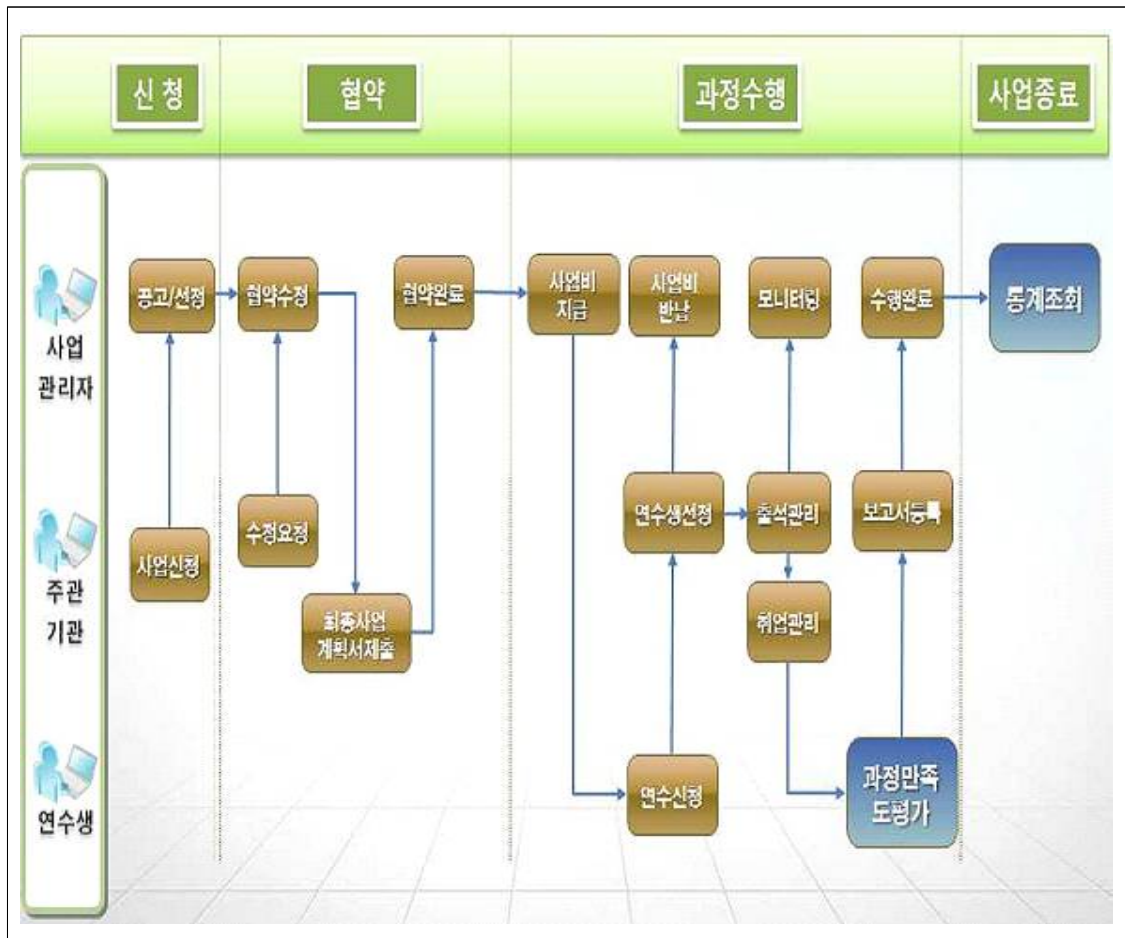 신 청
협약
과정수행
사업종료
사업
관리자
공고/선정
협약수정
협약완료
사업비
지급
사업비
반납
모니터링
수행완료
통계조회
주관
기관
사업신청
수정요청
최종사업
계획서제출
연수생선정
출석관리
보고서등록
취업관리
연수생
연수신청
과정만족
도평가